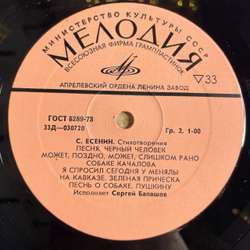 МИНИСТЕРСТВО КУЛЬТУРЫ СССР
МЕЛОДИЯ
ВСЕСОЮЗНАЯ ФИРМА ГРАМПЛАСТИНОК
АПРЕЛЕВСКИЙ ОРДЕНА ЛЕНИНА ЗАВОД
33
ГОСТ 5289-73
33Д—030720
Гр. 2. 1-00
С. ЕСЕНИН. Стихотворения
ПЕСНЯ. ЧЕРНЫЙ ЧЕЛОВЕК
МОЖЕТ, ПОЗДНО, МОЖЕТ, СЛИШКОМ РАНО
СОБАКЕ КАЧАЛОВА
Я СПРОСИЛ СЕГОДНЯ У МЕНЯЛЫ
НА КАВКАЗЕ. ЗЕЛЕНАЯ ПРИЧЕСКА
ПЕСНЬ О СОБАКЕ. ПУШКИНУ
Исполняет Сергей Балашов